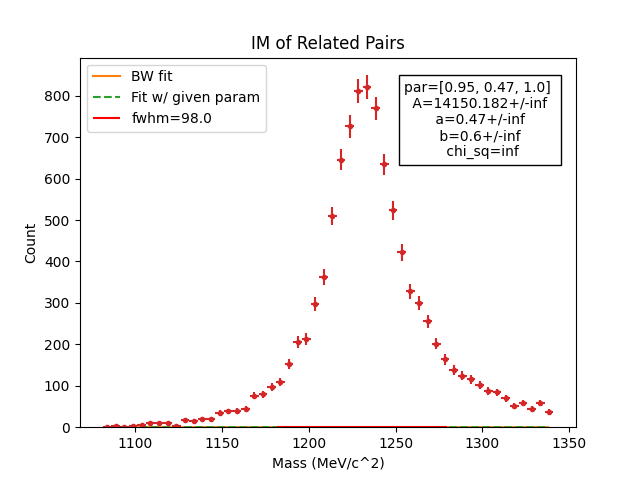 IM of Related Pairs
BW fit
Fit w/ given param
fwhm=98.0
par=[0.95, 0.47, 1.0]
A=14150.182+/-inf
a=0.47+/-inf
b=0.6+/-inf
chi_sq=inf
Count
800
700
600
500
400
300
200
100
0
1100 1150 1200 1250 1300 1350
Mass (MeV/c^2)